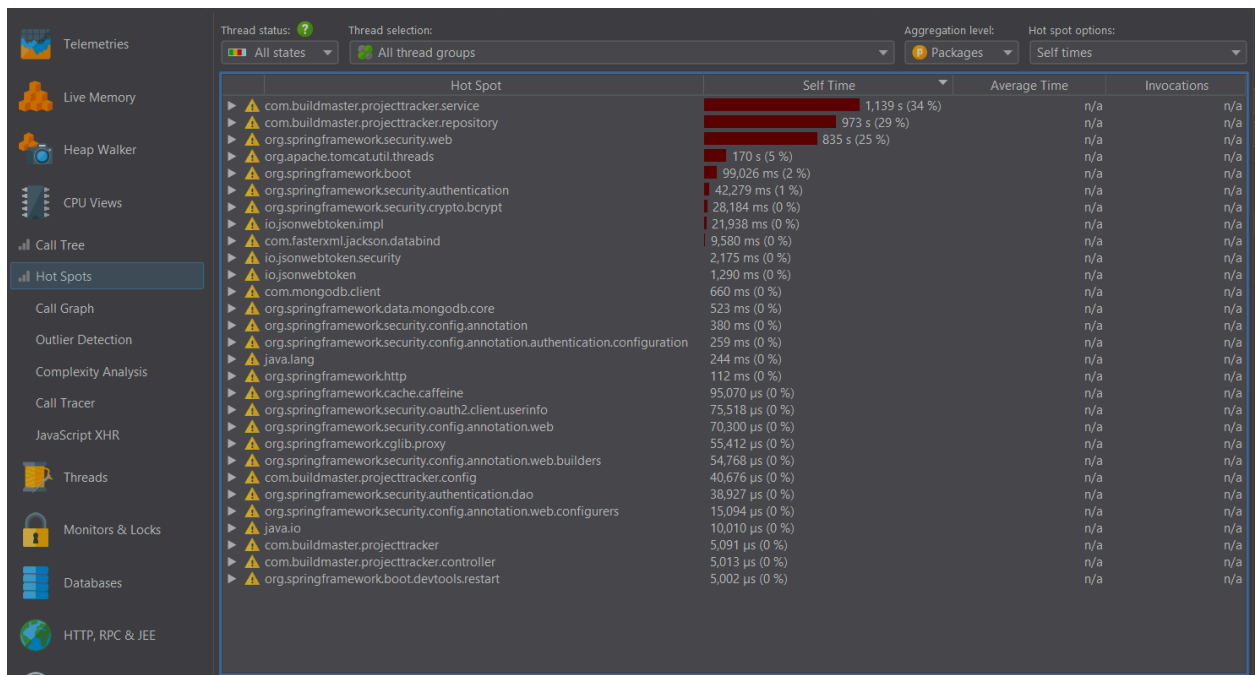 Thread status: ? Thread selection: Aggregation level: Hot spot options:
All states All thread groups p Packages Self times
Telemetries
Live Memory
Heap Walker
CPU Views
Call Tree
Hot Spots
Call Graph
Outlier Detection
Complexity Analysis
Call Tracer
JavaScript XHR
Threads
Monitors & Locks
Databases
HTTP, RPC & JEE
Hot Spot Self Time Average Time Invocations
com.buildmaster.projecttracker.service 1,139 s (34 %) n/a n/a
com.buildmaster.projecttracker.repository 973 s (29 %) n/a n/a
org.springframework.security.web 835 s (25 %) n/a n/a
org.apache.tomcat.util.threads 170 s (5 %) n/a n/a
org.springframework.boot 99,026 ms (2 %) n/a n/a
org.springframework.security.authentication 42,279 ms (1 %) n/a n/a
org.springframework.security.crypto.bcrypt 28,184 ms (0 %) n/a n/a
io.jsonwebtoken.impl 21,938 ms (0 %) n/a n/a
com.fasterxml.jackson.databind 9,580 ms (0 %) n/a n/a
io.jsonwebtoken.security 2,175 ms (0 %) n/a n/a
io.jsonwebtoken 1,290 ms (0 %) n/a n/a
com.mongodb.client 660 ms (0 %) n/a n/a
org.springframework.data.mongodb.core 523 ms (0 %) n/a n/a
org.springframework.security.config.annotation 380 ms (0 %) n/a n/a
org.springframework.security.config.annotation.authentication.configuration 259 ms (0 %) n/a n/a
java.lang 244 ms (0 %) n/a n/a
org.springframework.http 112 ms (0 %) n/a n/a
org.springframework.cache.caffeine 95,070 µs (0 %) n/a n/a
org.springframework.security.oauth2.client.userinfo 75,518 µs (0 %) n/a n/a
org.springframework.security.config.annotation.web 70,300 µs (0 %) n/a n/a
org.springframework.cglib.proxy 55,412 µs (0 %) n/a n/a
org.springframework.security.config.annotation.web.builders 54,768 µs (0 %) n/a n/a
com.buildmaster.projecttracker.config 40,676 µs (0 %) n/a n/a
org.springframework.security.authentication.dao 38,927 µs (0 %) n/a n/a
org.springframework.security.config.annotation.web.configurers 15,094 µs (0 %) n/a n/a
java.io 10,010 µs (0 %) n/a n/a
com.buildmaster.projecttracker 5,091 µs (0 %) n/a n/a
com.buildmaster.projecttracker.controller 5,013 µs (0 %) n/a n/a
org.springframework.boot.devtools.restart 5,002 µs (0 %) n/a n/a